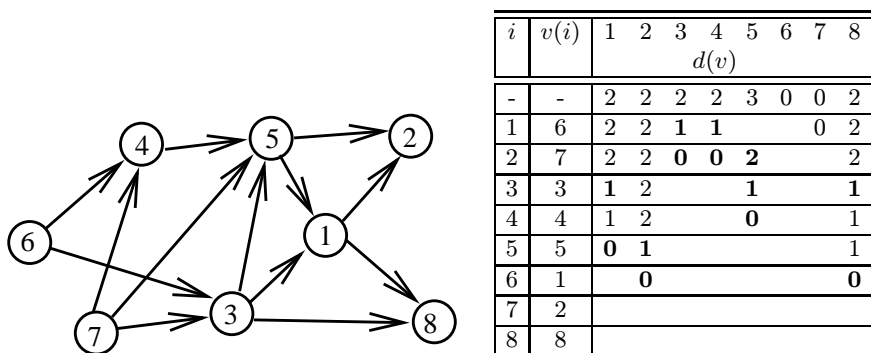 4
5
2
6
1
7
3
8
i v(i) 1 2 3 4 5 6 7 8
d(v)
- - 2 2 2 2 3 0 0 2
1 6 2 2 1 1 0 2
2 7 2 2 0 0 2 2
3 3 1 2 1 1
4 4 1 2 0 1
5 5 0 1 1
6 1 0 0
7 2
8 8